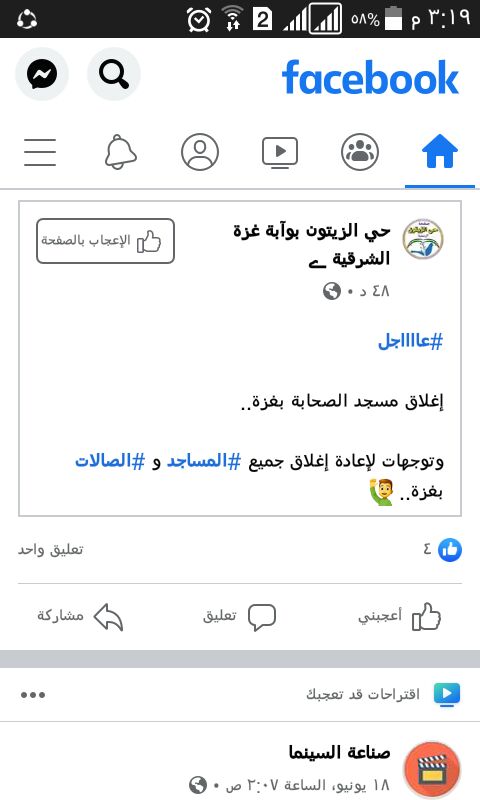 ٣:١٩ م ٥٨% 2
facebook
حي الزيتون بوآبة غزة
الشرقية ے
٤٨ د •
الإعجاب بالصفحة
#عااااجل
إغلاق مسجد الصحابة بغزة..
وتوجهات لإعادة إغلاق جميع #المساجد و #الصالات
بغزة..
٤
تعليق واحد
أعجبني
تعليق
مشاركة
اقتراحات قد تعجبك
صناعة السينما
١٨ يونيو، الساعة ٢:٠٧ ص •